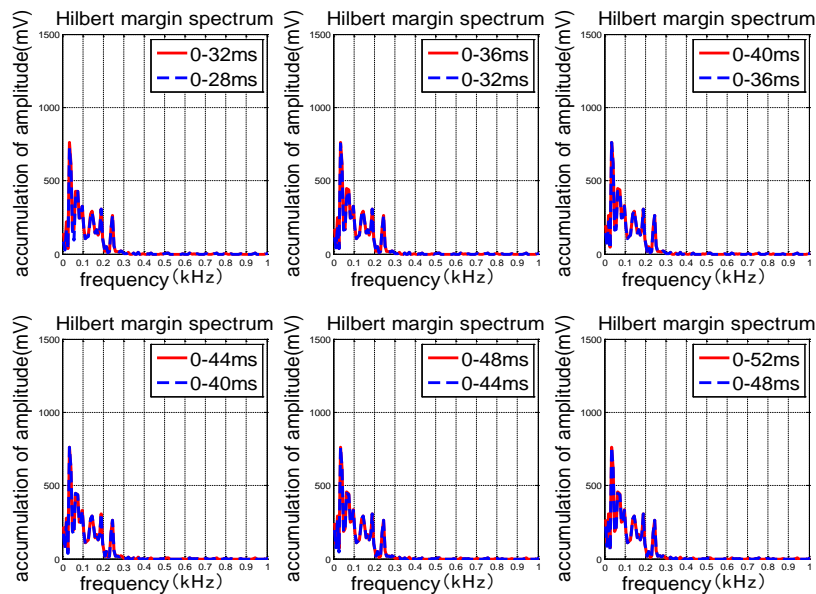 Hilbert margin spectrum
accumulation of amplitude(mV)
1500
1000
500
0
0-32ms
0-28ms
0 0.1 0.2 0.3 0.4 0.5 0.6 0.7 0.8 0.9 1
frequency(kHz)
Hilbert margin spectrum
accumulation of amplitude(mV)
1500
1000
500
0
0-36ms
0-32ms
0 0.1 0.2 0.3 0.4 0.5 0.6 0.7 0.8 0.9 1
frequency(kHz)
Hilbert margin spectrum
accumulation of amplitude(mV)
1500
1000
500
0
0-40ms
0-36ms
0 0.1 0.2 0.3 0.4 0.5 0.6 0.7 0.8 0.9 1
frequency(kHz)
Hilbert margin spectrum
accumulation of amplitude(mV)
1500
1000
500
0
0-44ms
0-40ms
0 0.1 0.2 0.3 0.4 0.5 0.6 0.7 0.8 0.9 1
frequency(kHz)
Hilbert margin spectrum
accumulation of amplitude(mV)
1500
1000
500
0
0-48ms
0-44ms
0 0.1 0.2 0.3 0.4 0.5 0.6 0.7 0.8 0.9 1
frequency(kHz)
Hilbert margin spectrum
accumulation of amplitude(mV)
1500
1000
500
0
0-52ms
0-48ms
0 0.1 0.2 0.3 0.4 0.5 0.6 0.7 0.8 0.9 1
frequency(kHz)